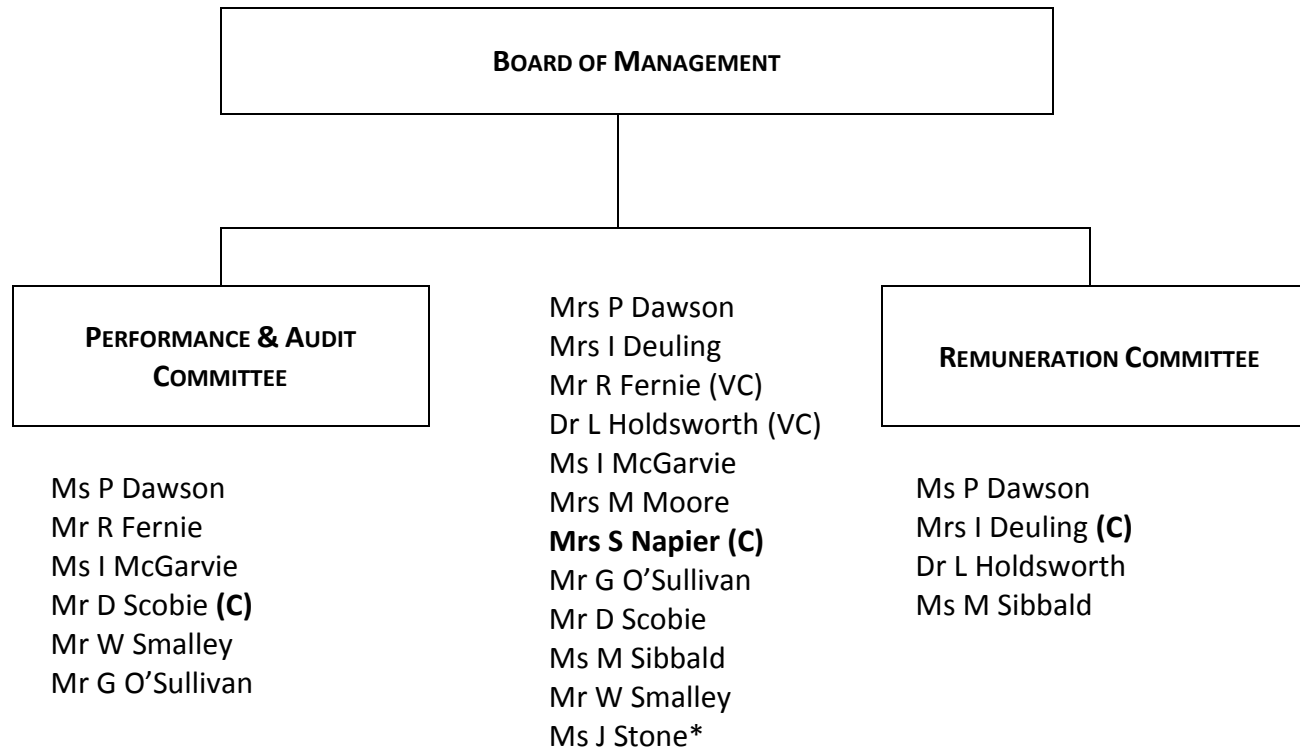 BOARD OF MANAGEMENT
PERFORMANCE & AUDIT
COMMITTEE
Ms P Dawson
Mr R Fernie
Ms I McGarvie
Mr D Scobie (C)
Mr W Smalley
Mr G O’Sullivan
Mrs P Dawson
Mrs I Deuling
Mr R Fernie (VC)
Dr L Holdsworth (VC)
Ms I McGarvie
Mrs M Moore
Mrs S Napier (C)
Mr G O’Sullivan
Mr D Scobie
Ms M Sibbald
Mr W Smalley
Ms J Stone*
REMUNERATION COMMITTEE
Ms P Dawson
Mrs I Deuling (C)
Dr L Holdsworth
Ms M Sibbald